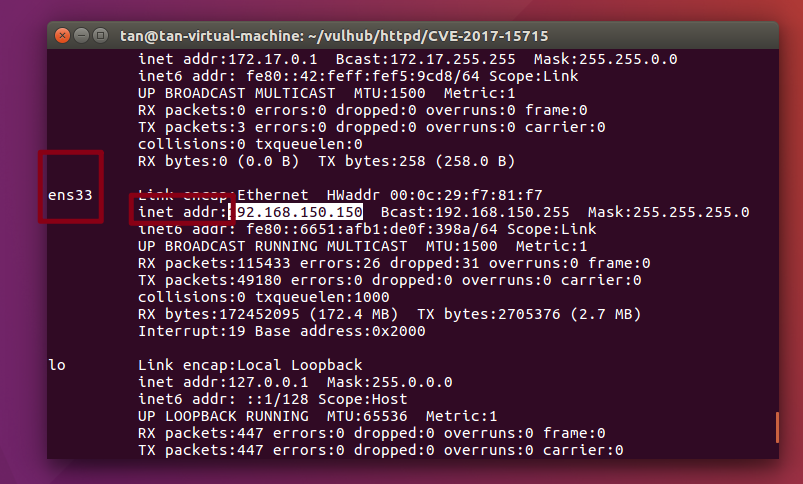 tan@tan-virtual-machine: ~/vulhub/httpd/CVE-2017-15715
inet addr:172.17.0.1  Bcast:172.17.255.255  Mask:255.255.0.0
inet6 addr: fe80::42:feff:fef5:9cd8/64 Scope:Link
UP BROADCAST MULTICAST  MTU:1500  Metric:1
RX packets:0 errors:0 dropped:0 overruns:0 frame:0
TX packets:3 errors:0 dropped:0 overruns:0 carrier:0
collisions:0 txqueuelen:0
RX bytes:0 (0.0 B)  TX bytes:258 (258.0 B)
ens33     Link encap:Ethernet  HWaddr 00:0c:29:f7:81:f7
inet addr:192.168.150.150  Bcast:192.168.150.255  Mask:255.255.255.0
inet6 addr: fe80::6651:afb1:de0f:398a/64 Scope:Link
UP BROADCAST RUNNING MULTICAST  MTU:1500  Metric:1
RX packets:115433 errors:26 dropped:31 overruns:0 frame:0
TX packets:49180 errors:0 dropped:0 overruns:0 carrier:0
collisions:0 txqueuelen:1000
RX bytes:172452095 (172.4 MB)  TX bytes:2705376 (2.7 MB)
Interrupt:19 Base address:0x2000
lo        Link encap:Local Loopback
inet addr:127.0.0.1  Mask:255.0.0.0
inet6 addr: ::1/128 Scope:Host
UP LOOPBACK RUNNING  MTU:65536  Metric:1
RX packets:447 errors:0 dropped:0 overruns:0 frame:0
TX packets:447 errors:0 dropped:0 overruns:0 carrier:0